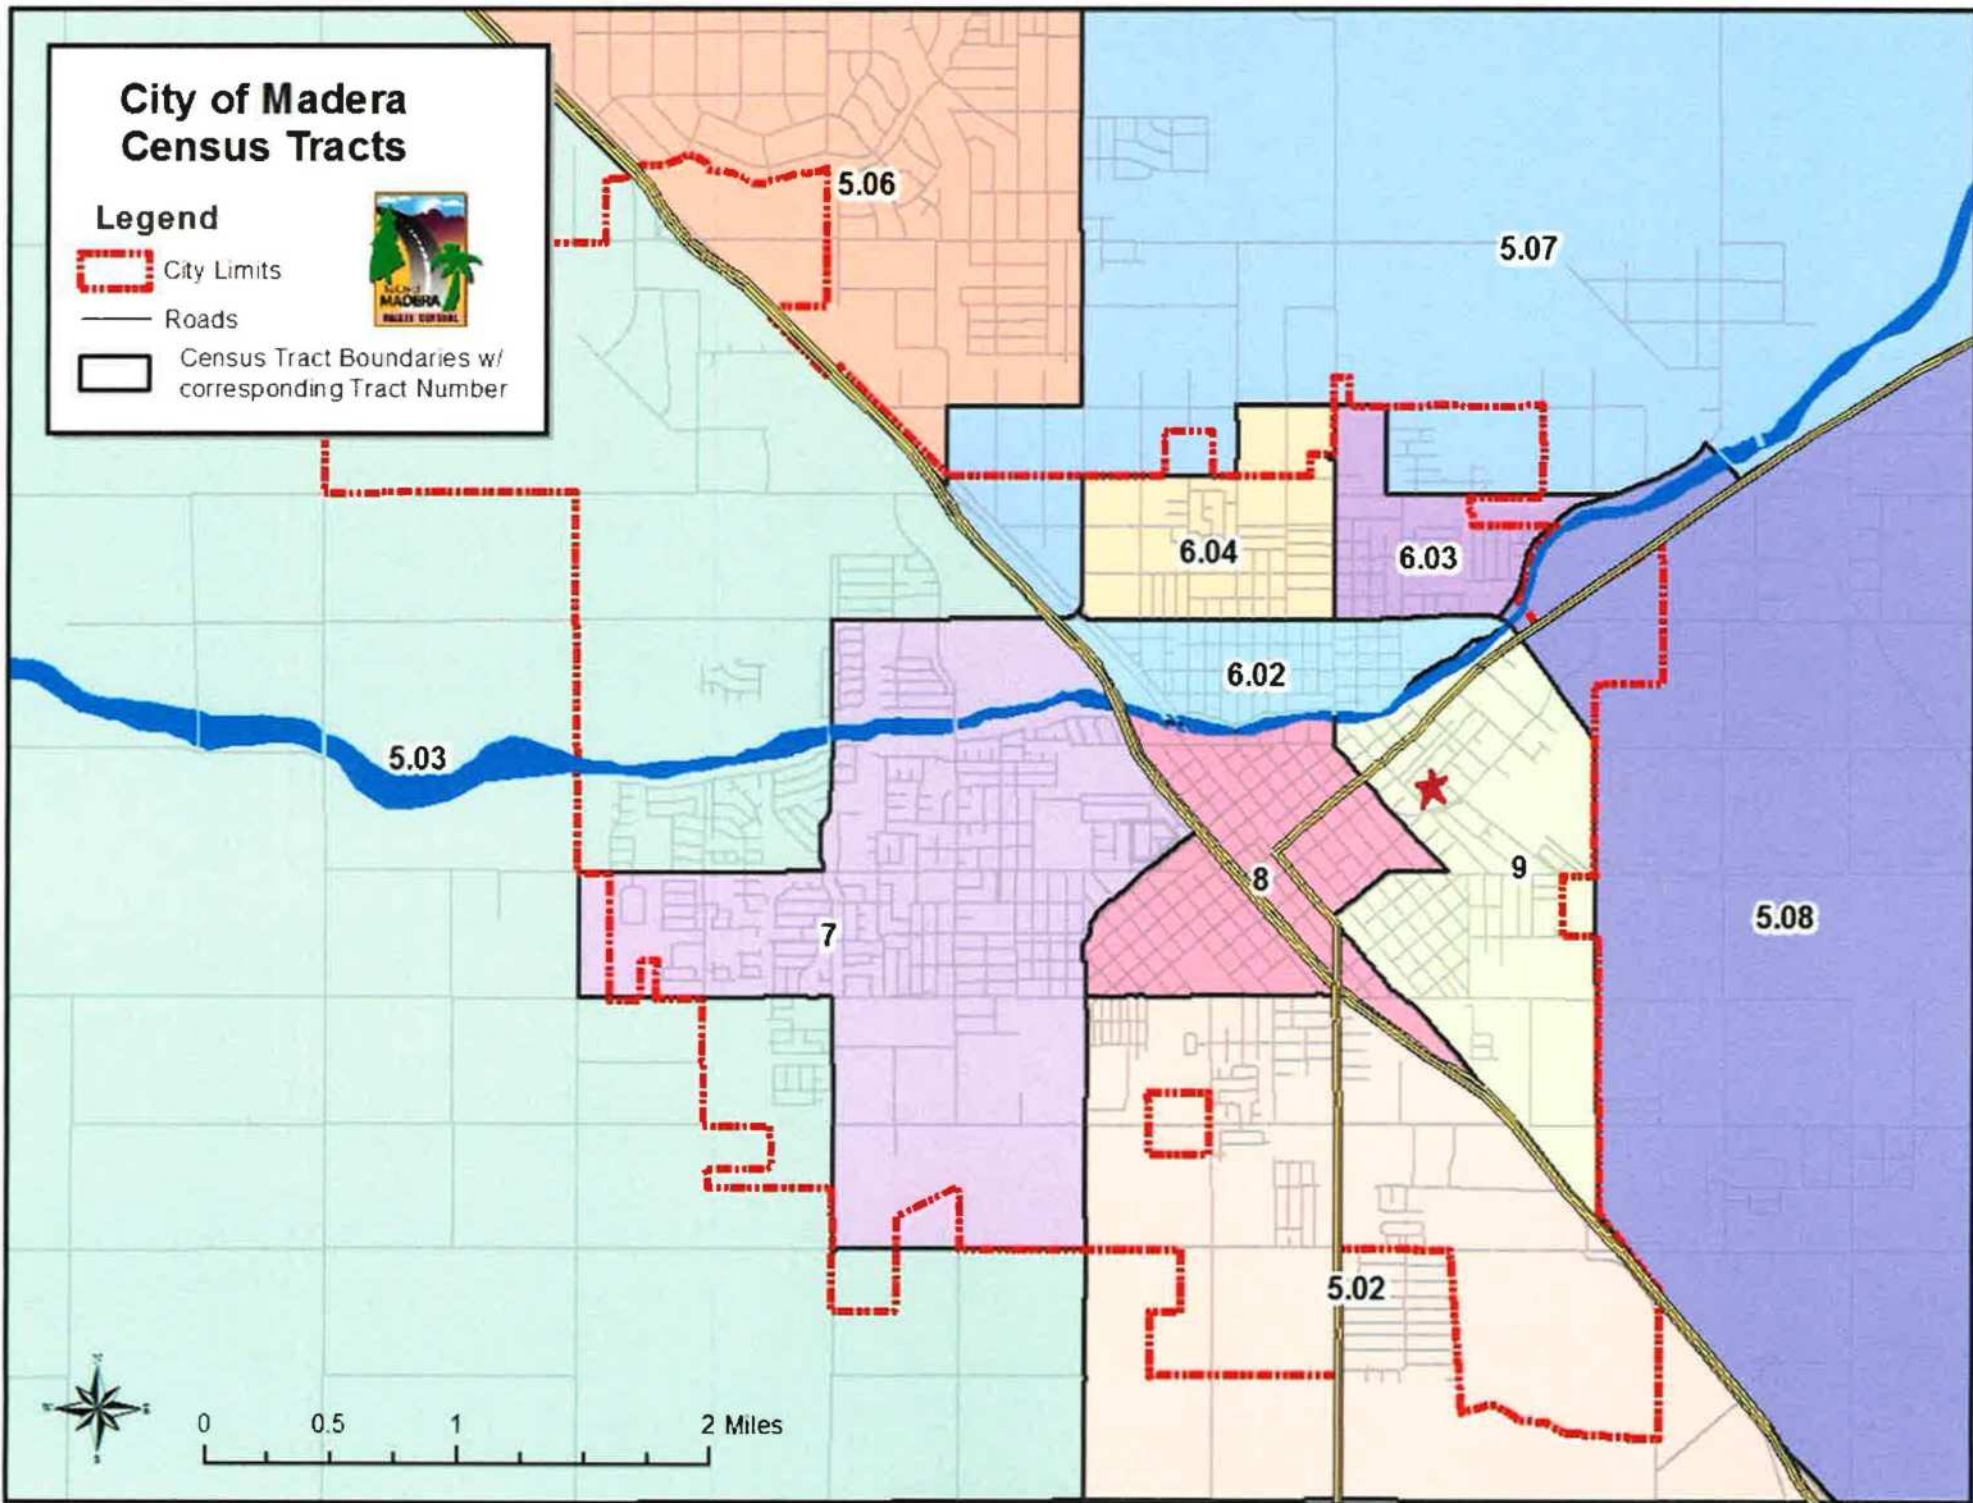 City of Madera
Census Tracts
Legend
City Limits
MADERA
Roads
Census Tract Boundaries w/
corresponding Tract Number
5.06
5.07
6.04
6.03
6.02
5.03
9
8
5.08
7
5.02
0 0.5 1 2 Miles